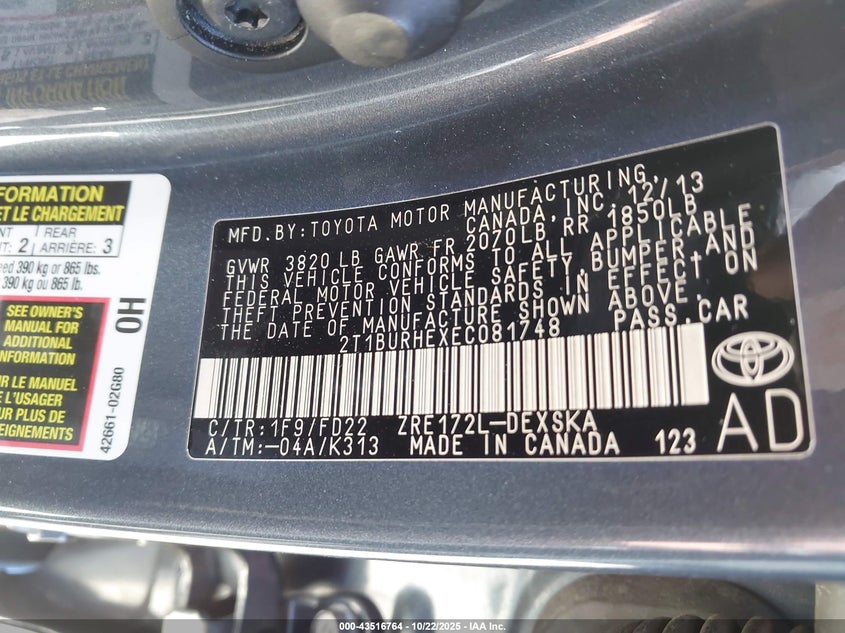 FORMATION
ET LE CHARGEMENT
REAR
2 ARRIÈRE: 3
390 kg or 865 lbs.
390 kg ou 865 lb.
SEE OWNER'S
MANUAL FOR
ADDITIONAL
INFORMATION
LE MANUEL
POUR PLUS DE
OH
42661-02G80
MFD. BY: TOYOTA MOTOR MANUFACTURING,
CANADA, INC. 12/13
GVWR 3820 LB GAWR FR 2070LB, RR 1850LB
THIS VEHICLE CONFORMS TO ALL APPLICABLE
FEDERAL MOTOR VEHICLE SAFETY, BUMPER, AND
THEFT PREVENTION STANDARDS IN EFFECT ON
THE DATE OF MANUFACTURE SHOWN ABOVE.
2T1BURHEXEC081748 PASS. CAR
TOYOTA
C/TR: 1F9/FD22 ZRE172L-DEXSKA
A/TM: -04A/K313 MADE IN CANADA 123
AD
000-43516764 - 10/22/2025 - IAA Inc.